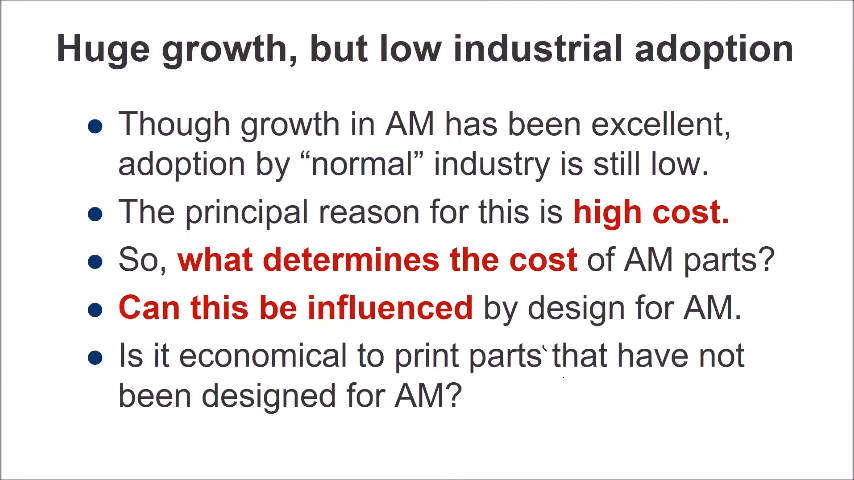 Huge growth, but low industrial adoption
● Though growth in AM has been excellent,
adoption by “normal” industry is still low.
● The principal reason for this is high cost.
● So, what determines the cost of AM parts?
● Can this be influenced by design for AM.
● Is it economical to print parts that have not
been designed for AM?